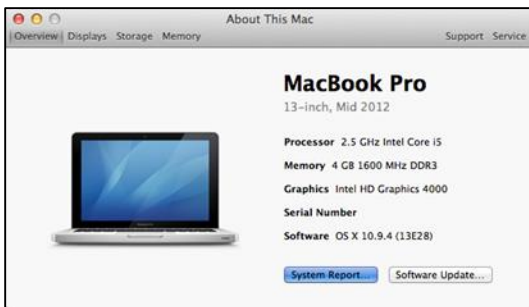 About This Mac
Overview Displays Storage Memory Support Service
MacBook Pro
13-inch, Mid 2012
Processor 2.5 GHz Intel Core i5
Memory 4 GB 1600 MHz DDR3
Graphics Intel HD Graphics 4000
Serial Number
Software OS X 10.9.4 (13E28)
System Report... Software Update...